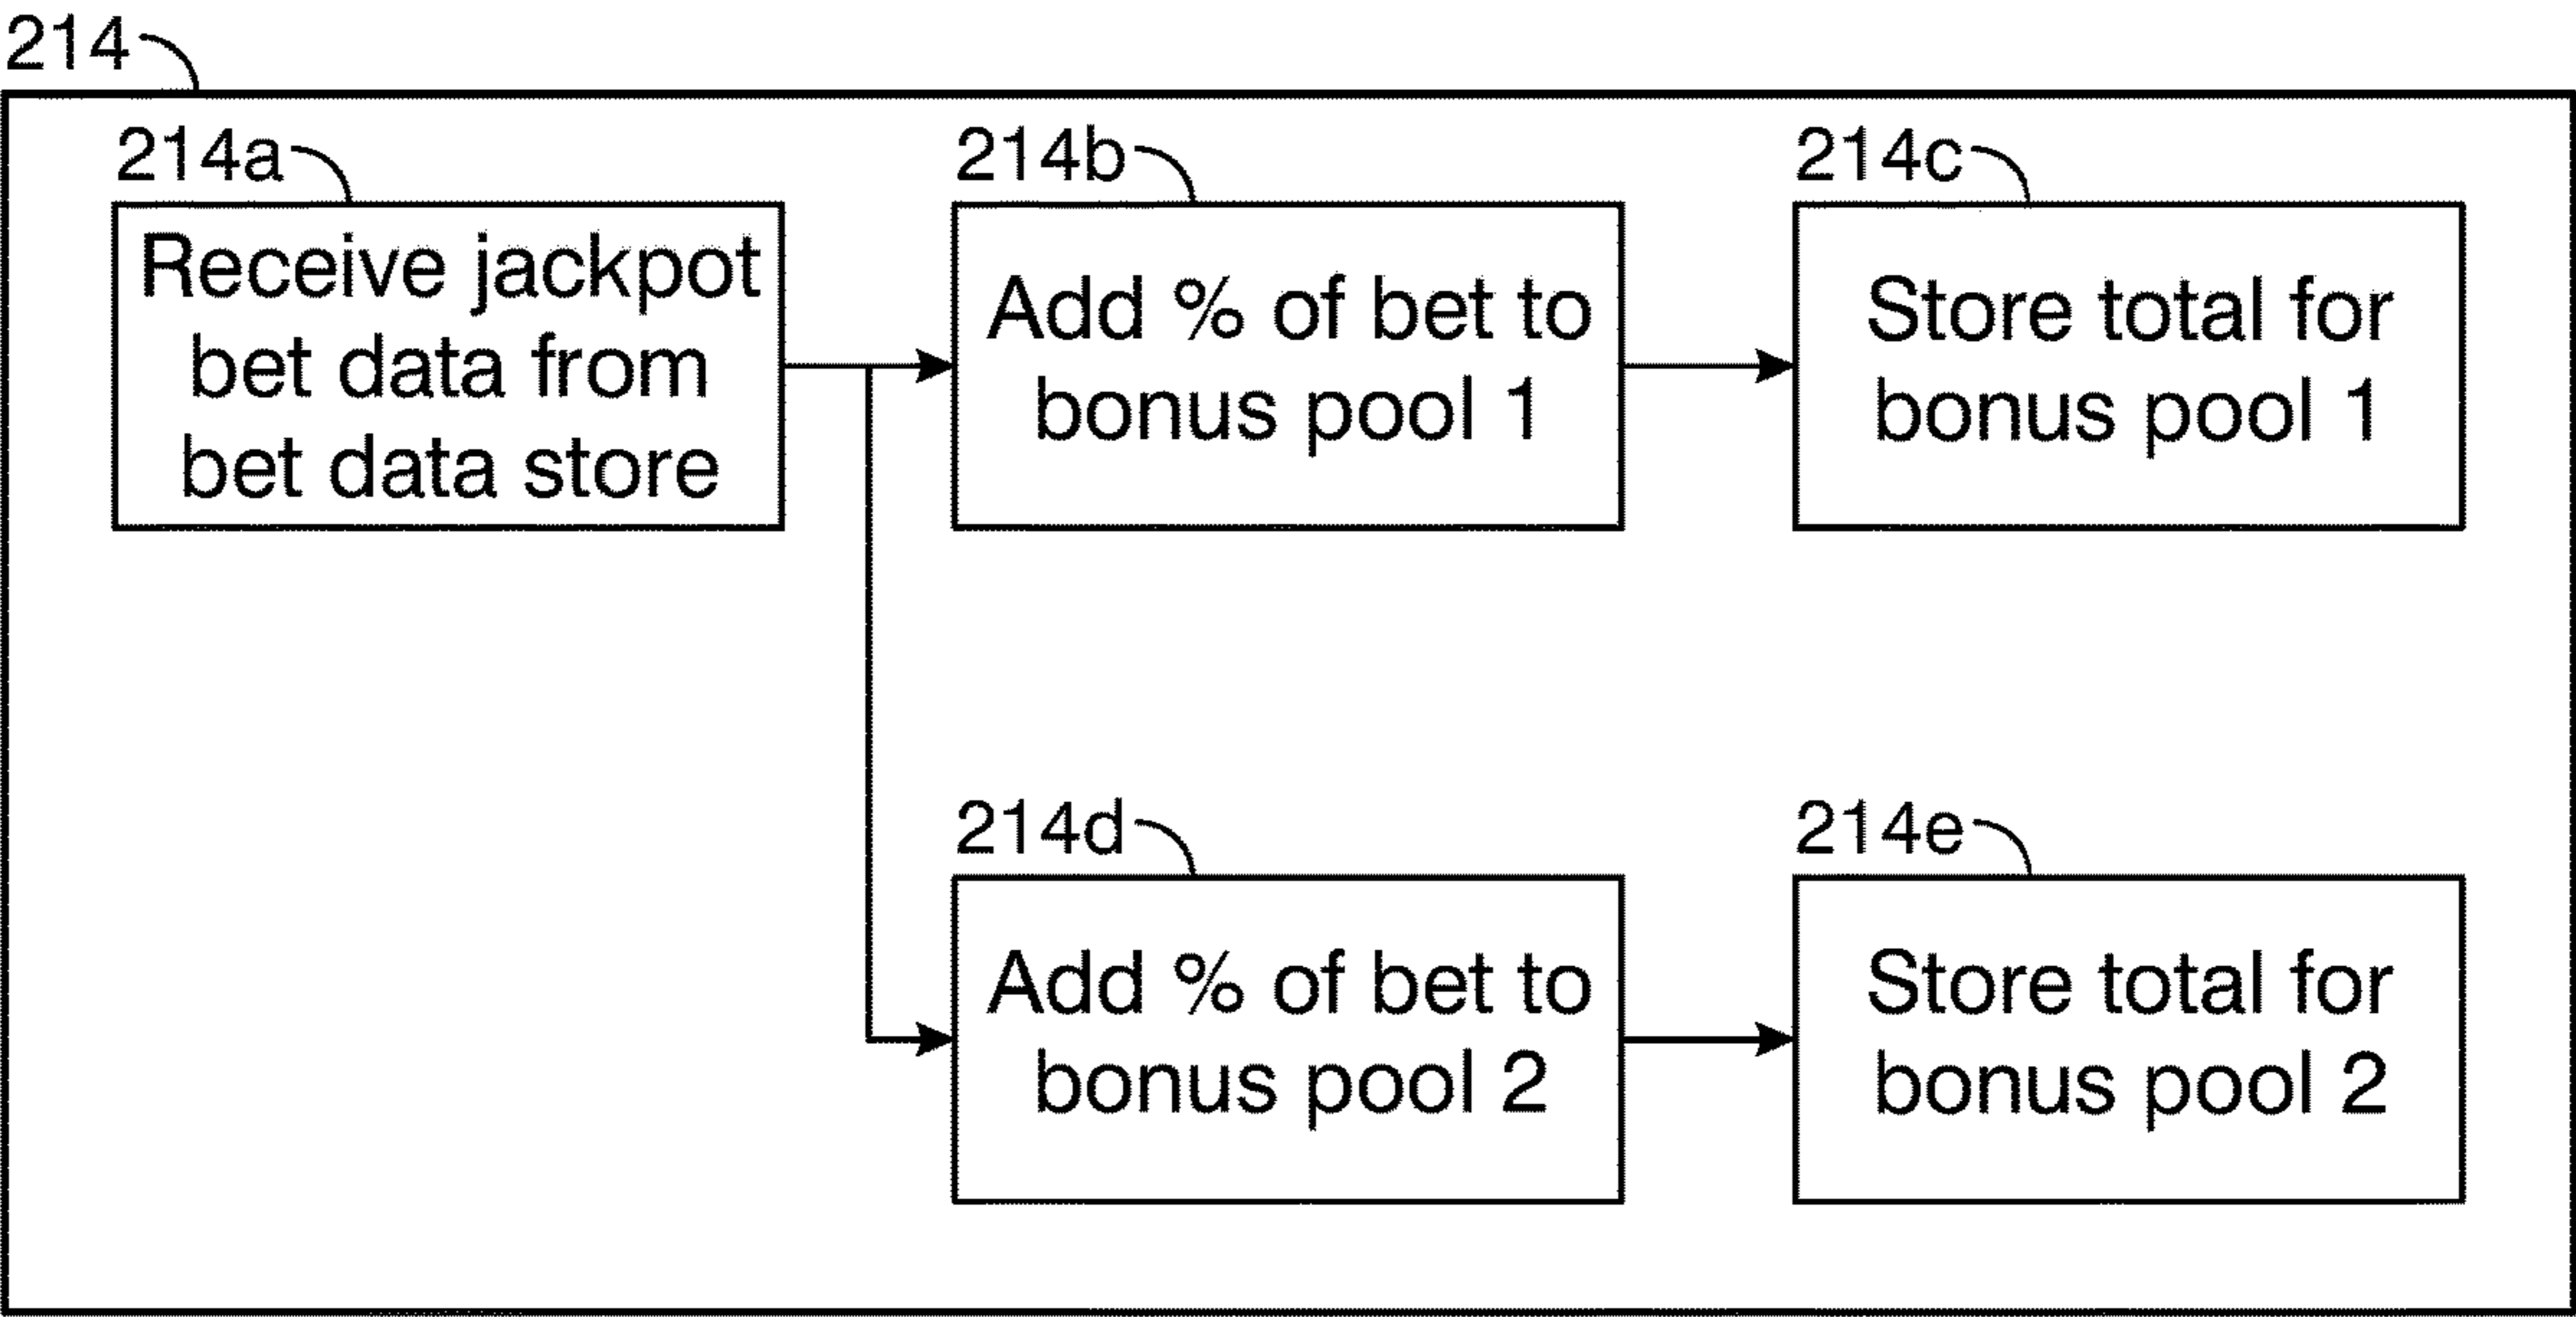 214
214a
Receive jackpot
bet data from
bet data store
214b
Add % of bet to
bonus pool 1
214c
Store total for
bonus pool 1
214d
Add % of bet to
bonus pool 2
214e
Store total for
bonus pool 2